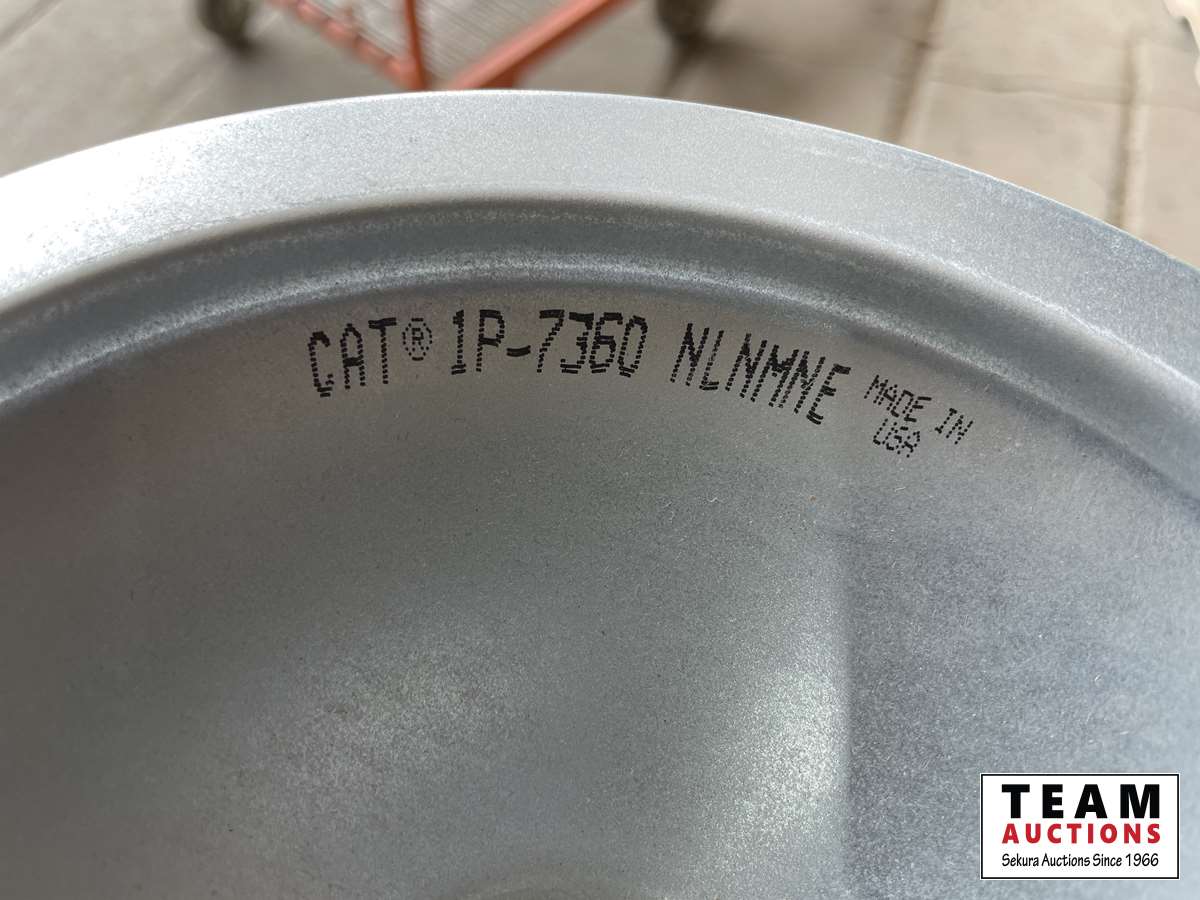 CAT® 1P-7360 NLNMNE MADE IN
USA
TEAM
AUCTIONS
Sekura Auctions Since 1966